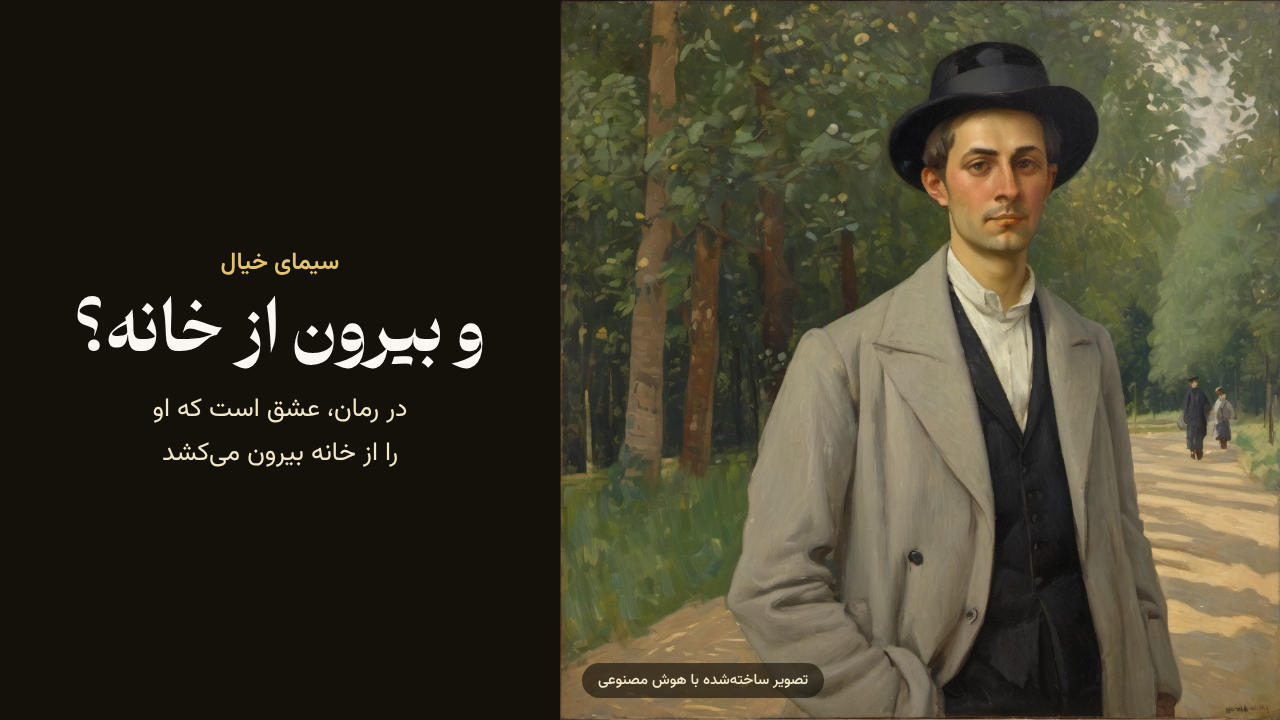 سیمای خیال
و بیرون از خانه؟
در رمان، عشق است که او
را از خانه بیرون می‌کشد
تصویر ساخته‌شده با هوش مصنوعی